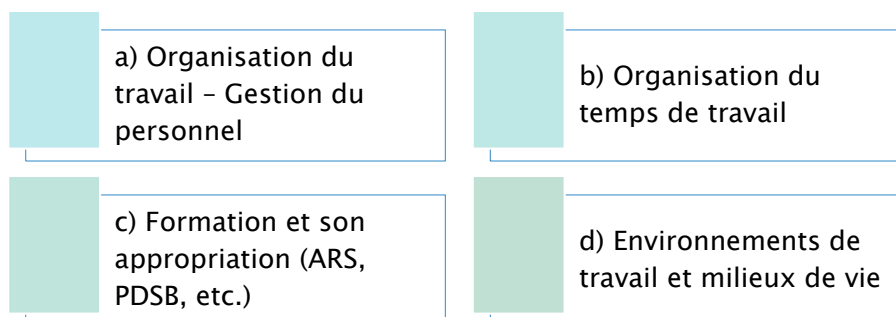 a) Organisation du
travail – Gestion du
personnel
b) Organisation du
temps de travail
c) Formation et son
appropriation (ARS,
PDSB, etc.)
d) Environnements de
travail et milieux de vie